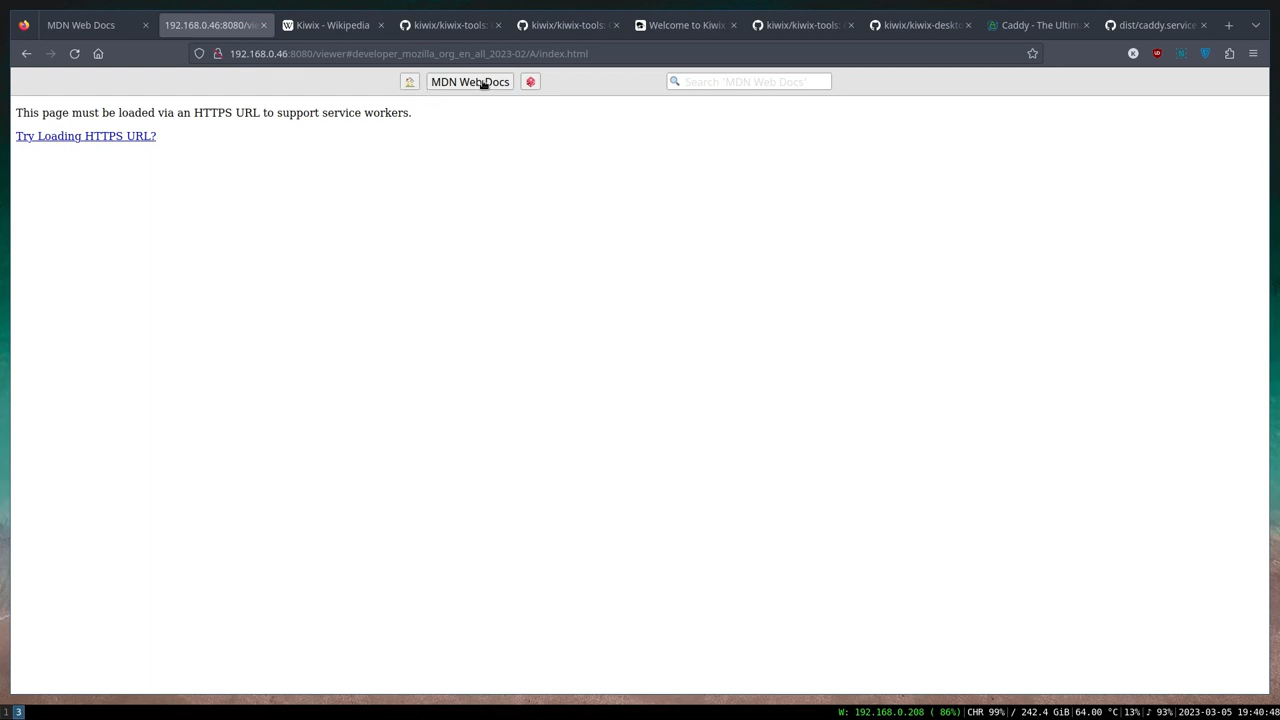 MDN Web Docs
192.168.0.46:8080/vie
Kiwix - Wikipedia
kiwix/kiwix-tools:
kiwix/kiwix-tools:
Welcome to Kiwix
kiwix/kiwix-tools:
kiwix/kiwix-deskto
Caddy - The Ultim
dist/caddy.service
192.168.0.46:8080/viewer#developer_mozilla_org_en_all_2023-02/A/index.html
MDN Web Docs
Search 'MDN Web Docs'
This page must be loaded via an HTTPS URL to support service workers.
Try Loading HTTPS URL?
1 3
W: 192.168.0.208 ( 86%)|CHR 99%|/ 242.4 GiB|64.00 °C|13%|♪ 93%|2023-03-05 19:40:48